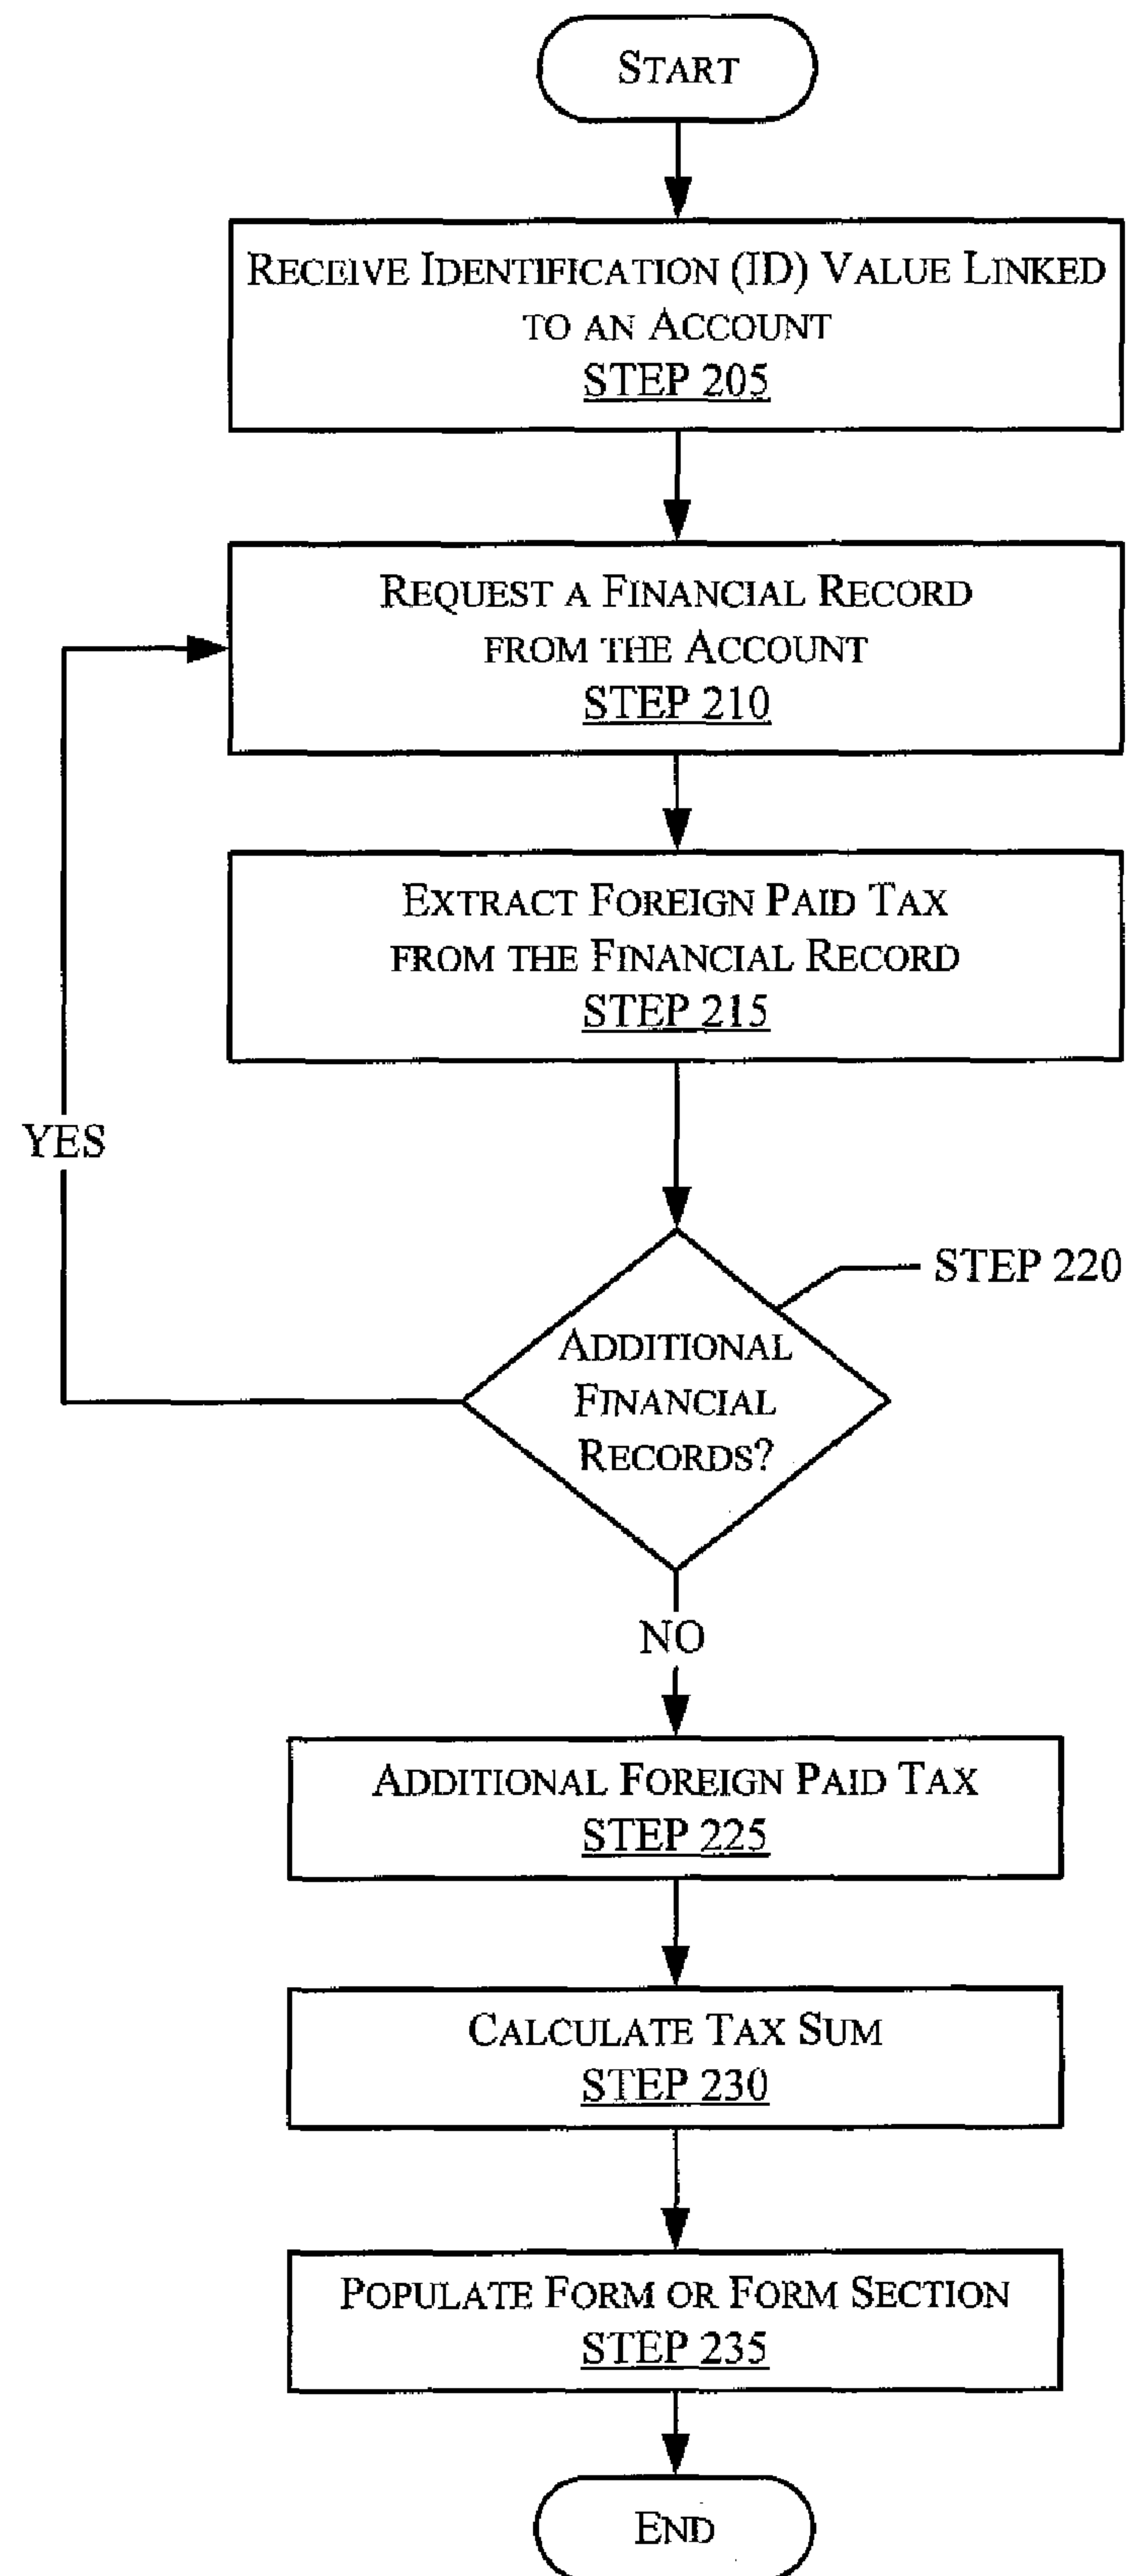 START
RECEIVE IDENTIFICATION (ID) VALUE LINKED
TO AN ACCOUNT
STEP 205
REQUEST A FINANCIAL RECORD
FROM THE ACCOUNT
STEP 210
EXTRACT FOREIGN PAID TAX
FROM THE FINANCIAL RECORD
STEP 215
YES
STEP 220
ADDITIONAL
FINANCIAL
RECORDS?
NO
ADDITIONAL FOREIGN PAID TAX
STEP 225
CALCULATE TAX SUM
STEP 230
POPULATE FORM OR FORM SECTION
STEP 235
END